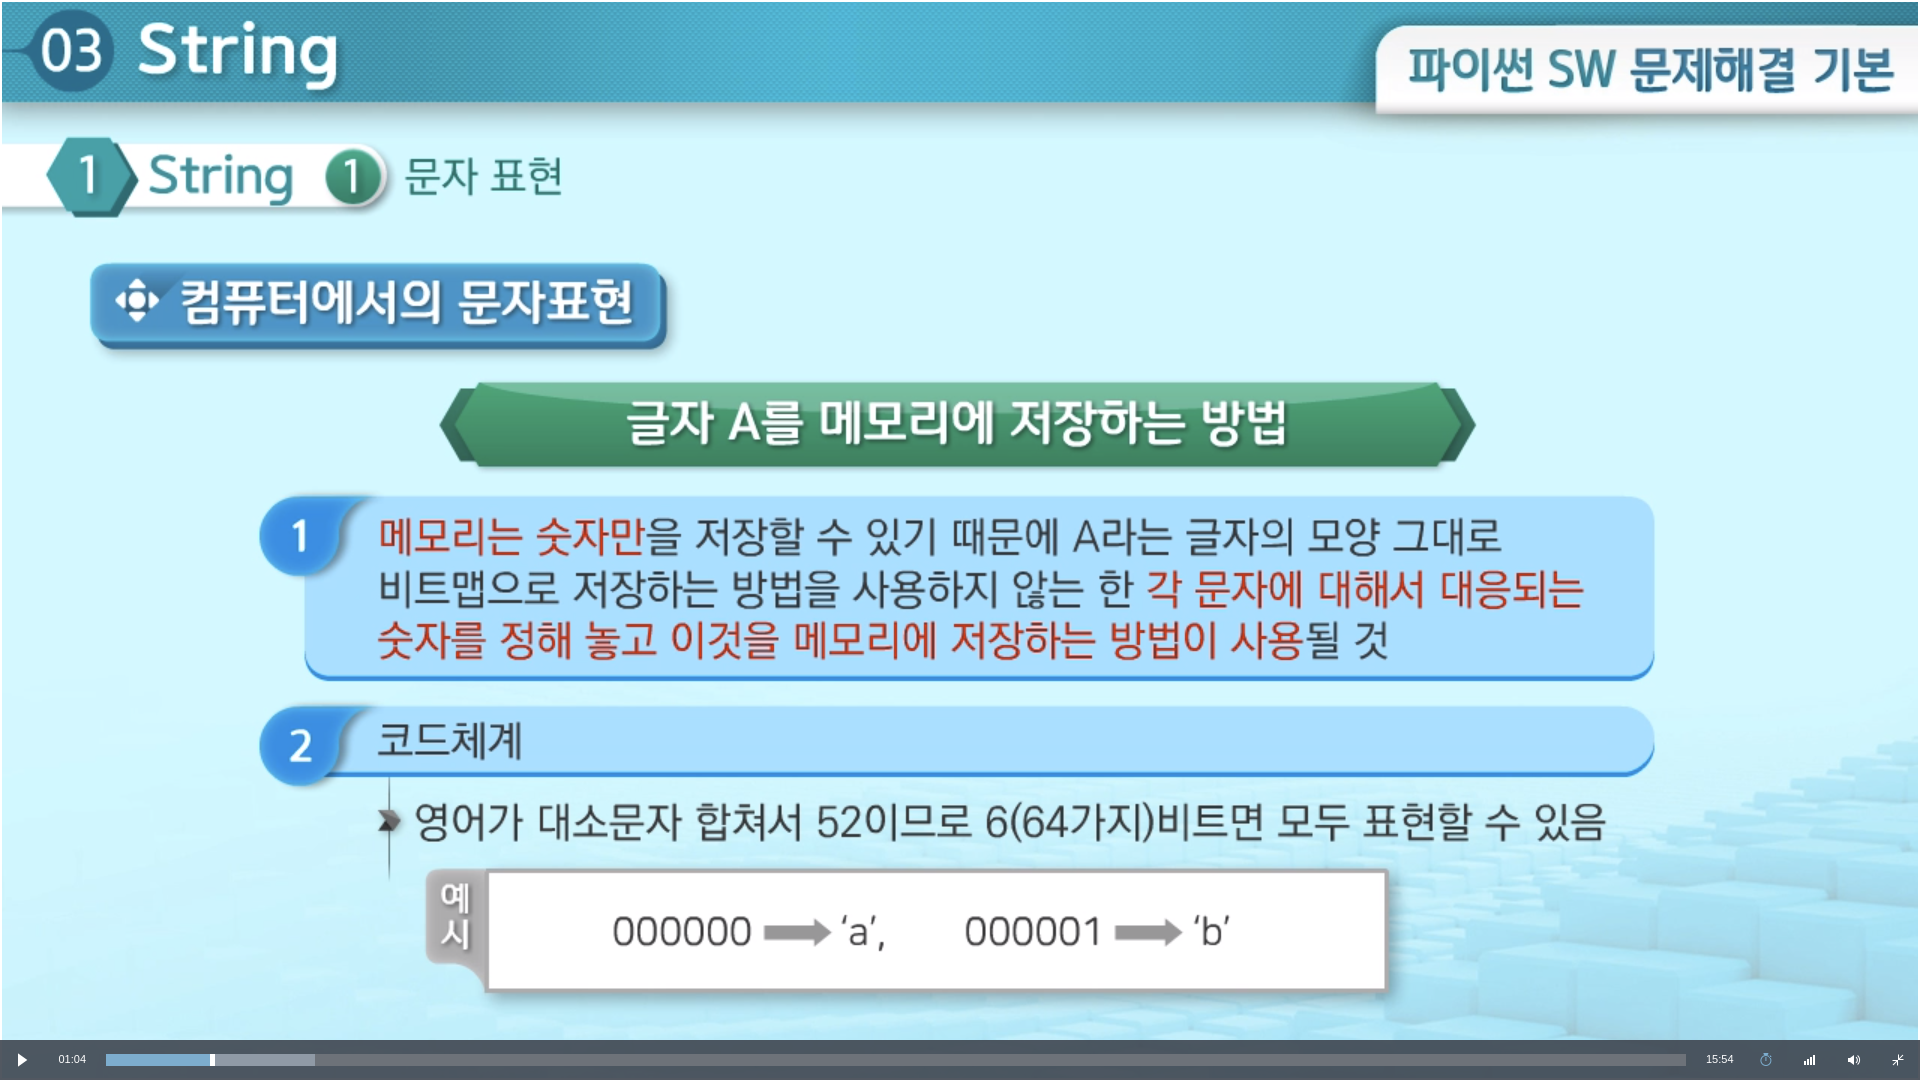 03 String
파이썬 SW 문제해결 기본
1 String 1 문자 표현
컴퓨터에서의 문자표현
글자 A를 메모리에 저장하는 방법
1 메모리는 숫자만을 저장할 수 있기 때문에 A라는 글자의 모양 그대로
비트맵으로 저장하는 방법을 사용하지 않는 한 각 문자에 대해서 대응되는
숫자를 정해 놓고 이것을 메모리에 저장하는 방법이 사용될 것
2 코드체계
영어가 대소문자 합쳐서 52이므로 6(64가지)비트면 모두 표현할 수 있음
예시
000000 → ‘a’, 000001 → ‘b’
01:04 15:54